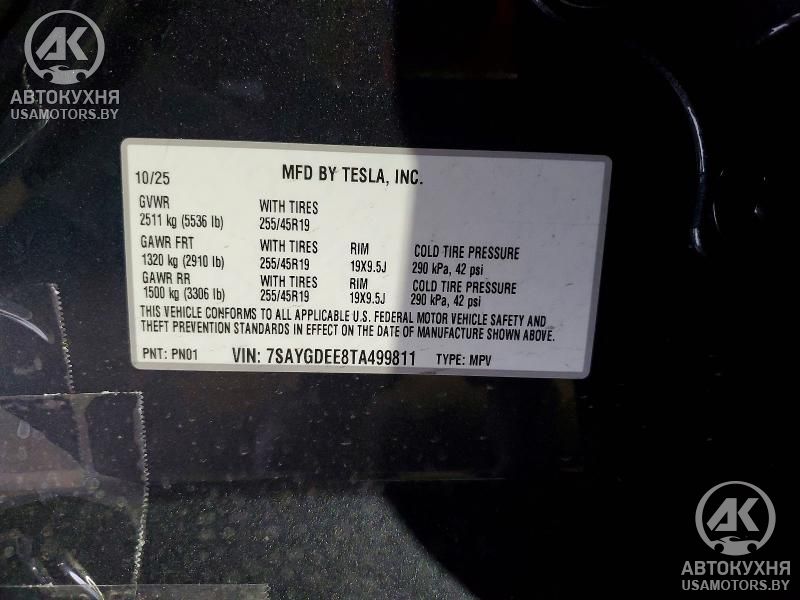 AK
АВТОКУХНЯ
USAMOTORS.BY
10/25 MFD BY TESLA, INC.
GVWR WITH TIRES
2511 kg (5536 lb) 255/45R19
GAWR FRT WITH TIRES RIM COLD TIRE PRESSURE
1320 kg (2910 lb) 255/45R19 19X9.5J 290 kPa, 42 psi
GAWR RR WITH TIRES RIM COLD TIRE PRESSURE
1500 kg (3306 lb) 255/45R19 19X9.5J 290 kPa, 42 psi
THIS VEHICLE CONFORMS TO ALL APPLICABLE U.S. FEDERAL MOTOR VEHICLE SAFETY AND
THEFT PREVENTION STANDARDS IN EFFECT ON THE DATE OF MANUFACTURE SHOWN ABOVE.
PNT: PN01 VIN: 7SAYGDEE8TA499811 TYPE: MPV
AK
АВТОКУХНЯ
USAMOTORS.BY